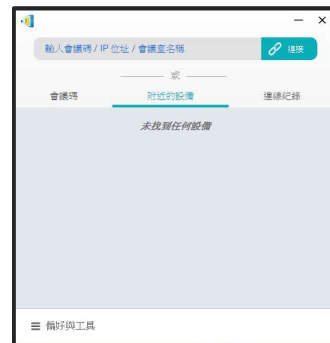 輸入會議碼 / IP 位址 / 會議室名稱
連接
或
會議碼 附近的設備 連線紀錄
未找到任何設備
偏好與工具